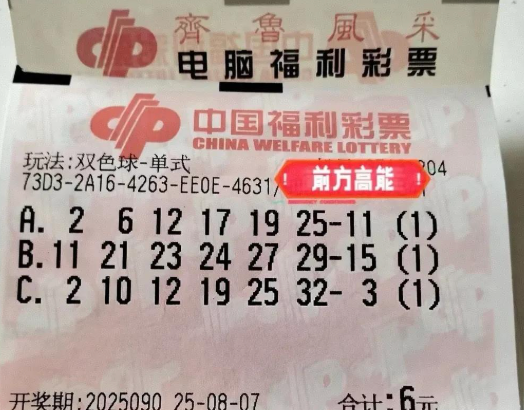 齊魯風采
电脑福利彩票
中国福利彩票
CHINA WELFARE LOTTERY
玩法:双色球-单式
204
73D3-2A16-4263-EE0E-4631/
前方高能
A. 2 6 12 17 19 25-11 (1)
B. 11 21 23 24 27 29-15 (1)
C. 2 10 12 19 25 32- 3 (1)
开奖期:2025090 25-08-07 合计:6元